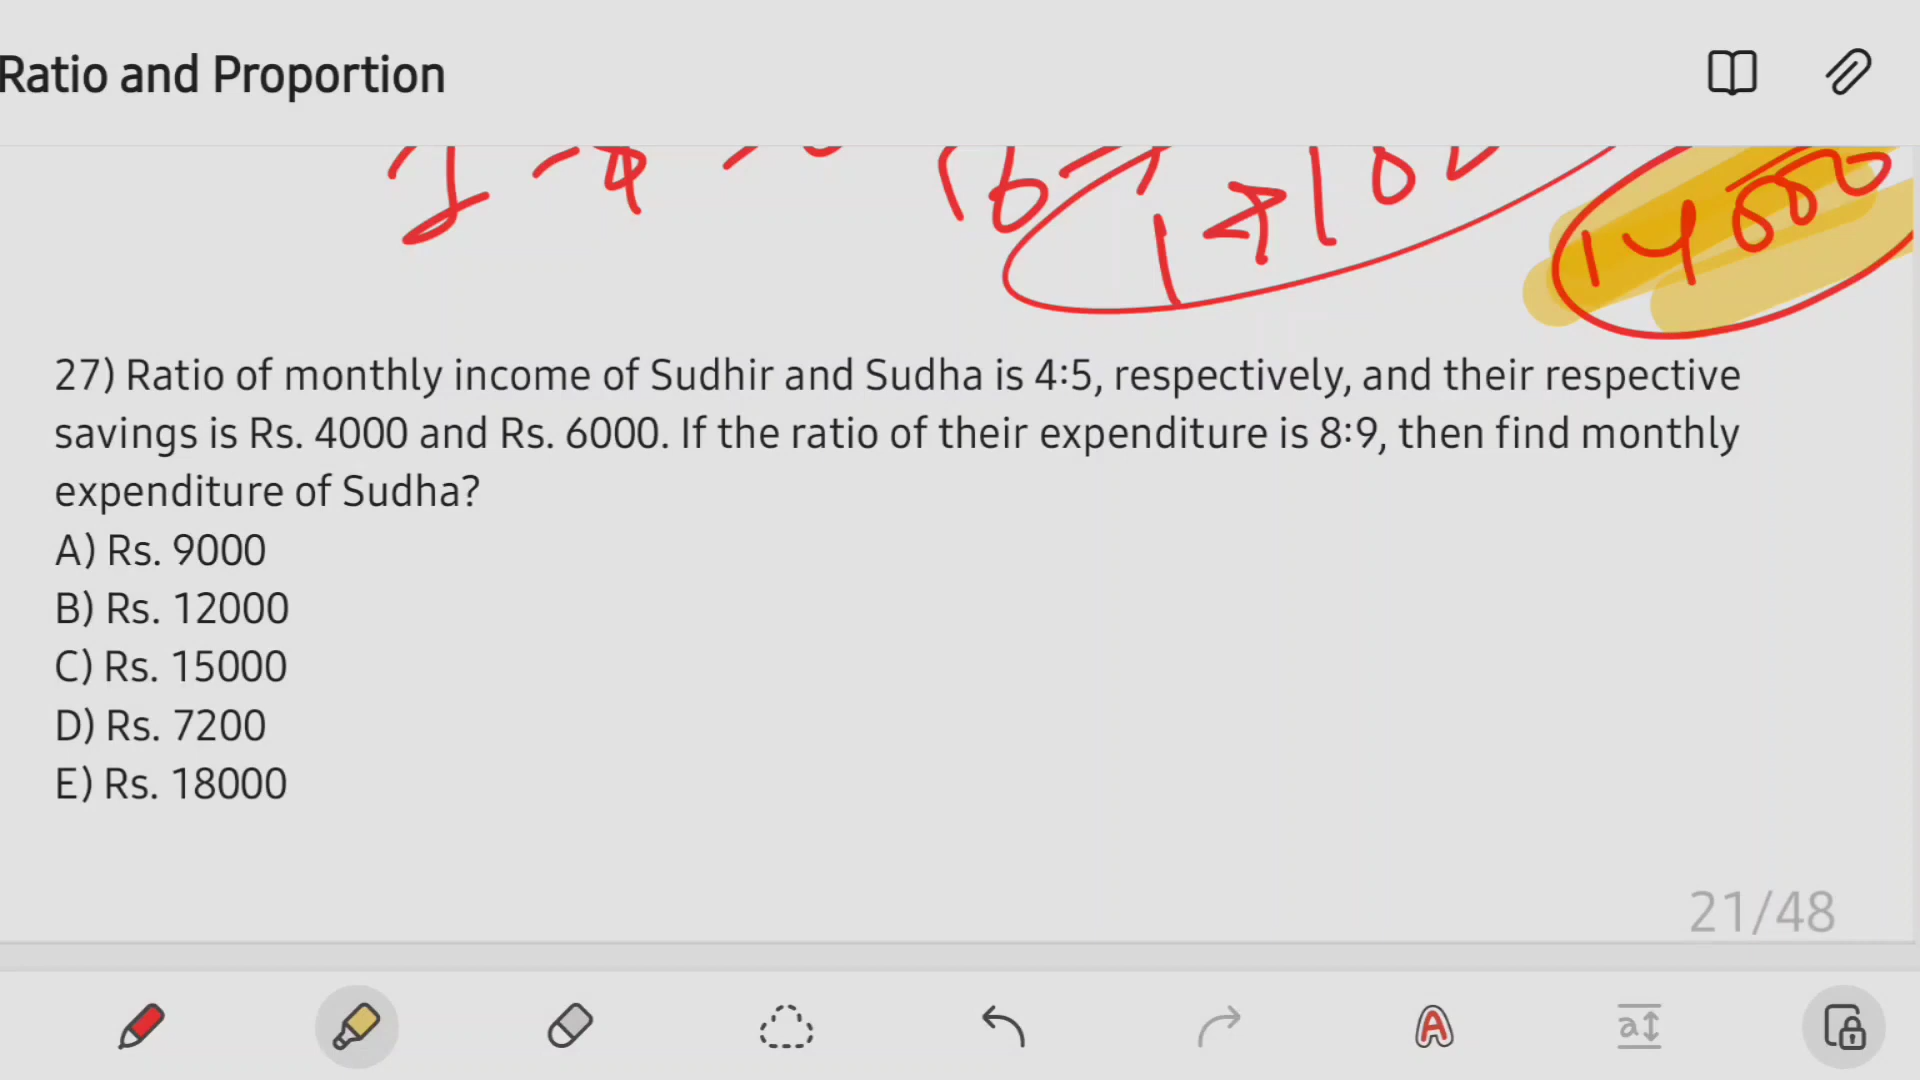 Ratio and Proportion
14000
27) Ratio of monthly income of Sudhir and Sudha is 4:5, respectively, and their respective
savings is Rs. 4000 and Rs. 6000. If the ratio of their expenditure is 8:9, then find monthly
expenditure of Sudha?
A) Rs. 9000
B) Rs. 12000
C) Rs. 15000
D) Rs. 7200
E) Rs. 18000
21/48
A
a